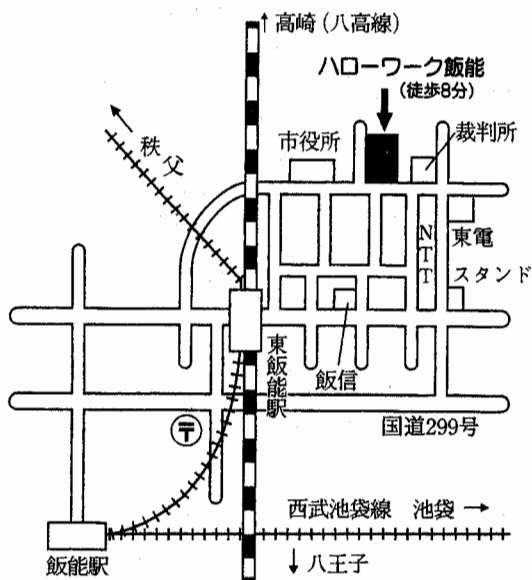 ↑高崎(八高線)
ハローワーク飯能
(徒歩8分)
秩父
市役所
裁判所
NTT
東電
スタンド
飯信
東飯能駅
国道299号
〒
西武池袋線 池袋→
飯能駅
↓八王子